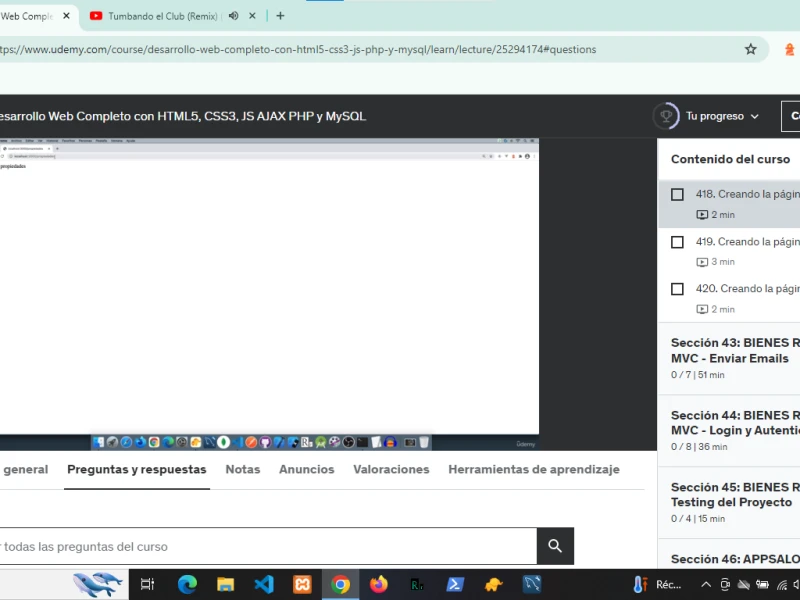 Web Comple
Tumbando el Club (Remix)
tps://www.udemy.com/course/desarrollo-web-completo-con-html5-css3-js-php-y-mysql/learn/lecture/25294174#questions
esarrollo Web Completo con HTML5, CSS3, JS AJAX PHP y MySQL
Tu progreso
Contenido del curso
418. Creando la págin
2 min
419. Creando la págin
3 min
420. Creando la págin
2 min
Sección 43: BIENES R
MVC - Enviar Emails
0 / 7 | 51 min
Sección 44: BIENES R
MVC - Login y Autentic
0 / 8 | 36 min
Sección 45: BIENES R
Testing del Proyecto
0 / 4 | 15 min
Sección 46: APPSALO
propiedades
udemy
general
Preguntas y respuestas
Notas
Anuncios
Valoraciones
Herramientas de aprendizaje
r todas las preguntas del curso
Réc...